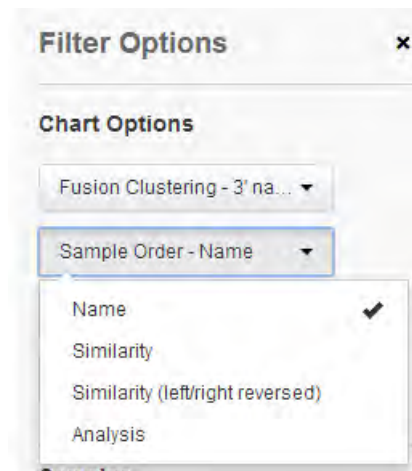 Filter Options ×
Chart Options
Fusion Clustering - 3' na...
Sample Order - Name
Name
Similarity
Similarity (left/right reversed)
Analysis